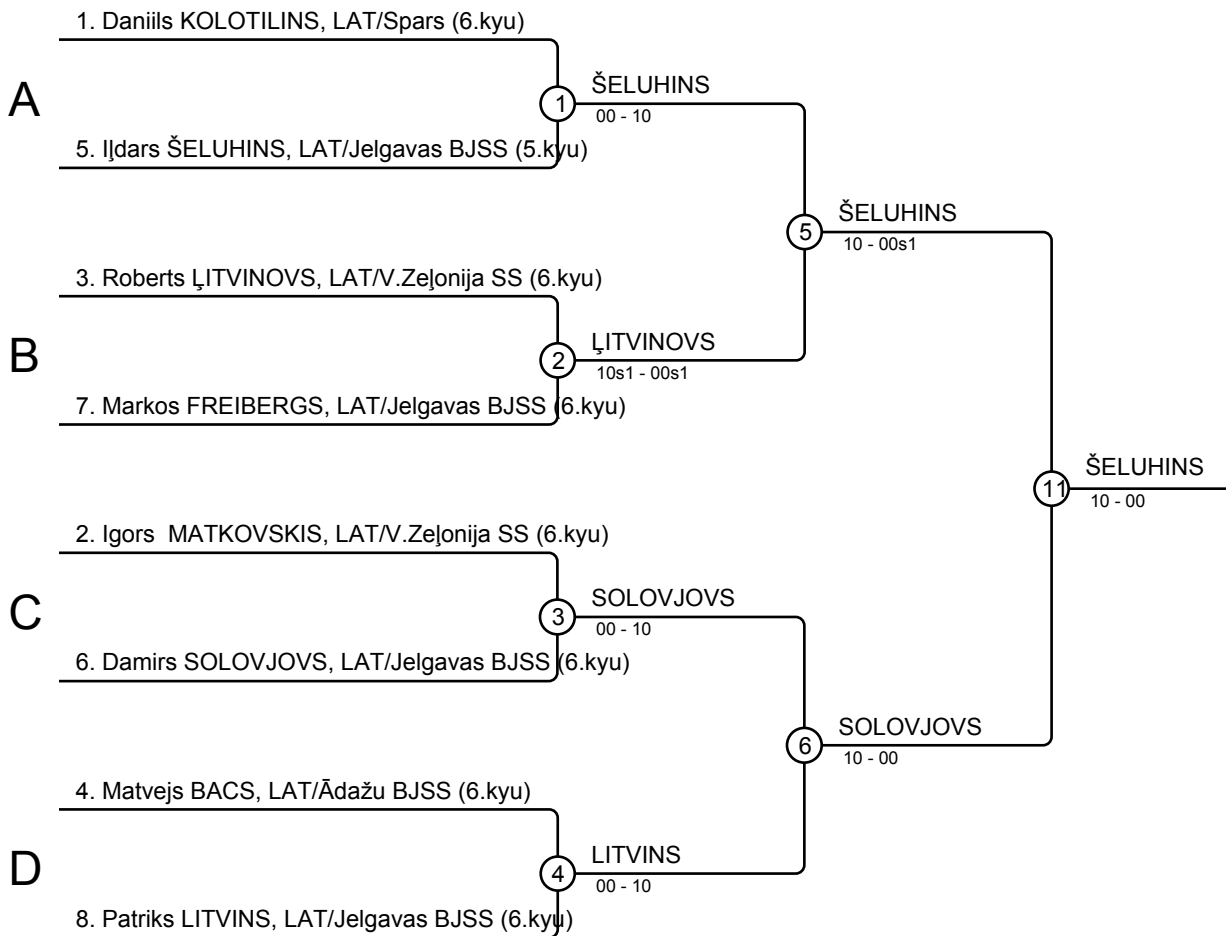 1. Daniils KOLOTILINS, LAT/Spars (6.kyu)
A
1
ŠELUHINS
00 - 10
5. Iļdars ŠELUHINS, LAT/Jelgavas BJSS (5.kyu)
5
ŠELUHINS
10 - 00s1
3. Roberts ĻITVINOVS, LAT/V.Zeļonija SS (6.kyu)
B
2
ĻITVINOVS
10s1 - 00s1
7. Markos FREIBERGS, LAT/Jelgavas BJSS (6.kyu)
11
ŠELUHINS
10 - 00
2. Igors  MATKOVSKIS, LAT/V.Zeļonija SS (6.kyu)
C
3
SOLOVJOVS
00 - 10
6. Damirs SOLOVJOVS, LAT/Jelgavas BJSS (6.kyu)
6
SOLOVJOVS
10 - 00
4. Matvejs BACS, LAT/Ādažu BJSS (6.kyu)
D
4
LITVINS
00 - 10
8. Patriks LITVINS, LAT/Jelgavas BJSS (6.kyu)